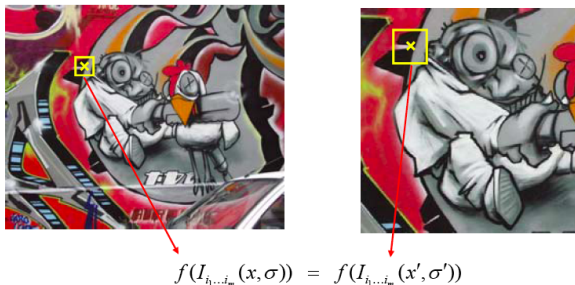 f(I_{i_1…i_m}(x, σ)) = f(I_{i_1…i_m}(x′, σ′))